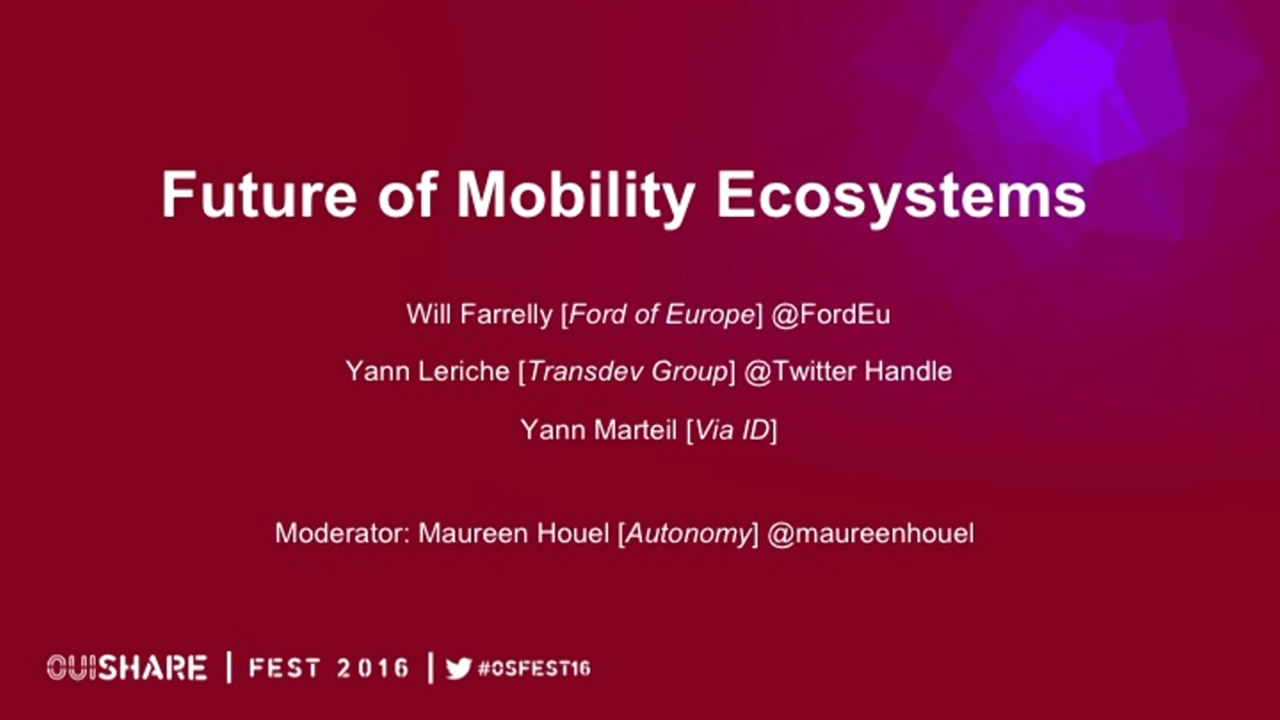 Future of Mobility Ecosystems
Will Farrelly [Ford of Europe] @FordEu
Yann Leriche [Transdev Group] @Twitter Handle
Yann Marteil [Via ID]
Moderator: Maureen Houel [Autonomy] @maureenhouel
OUISHARE | FEST 2016 | #OSFEST16